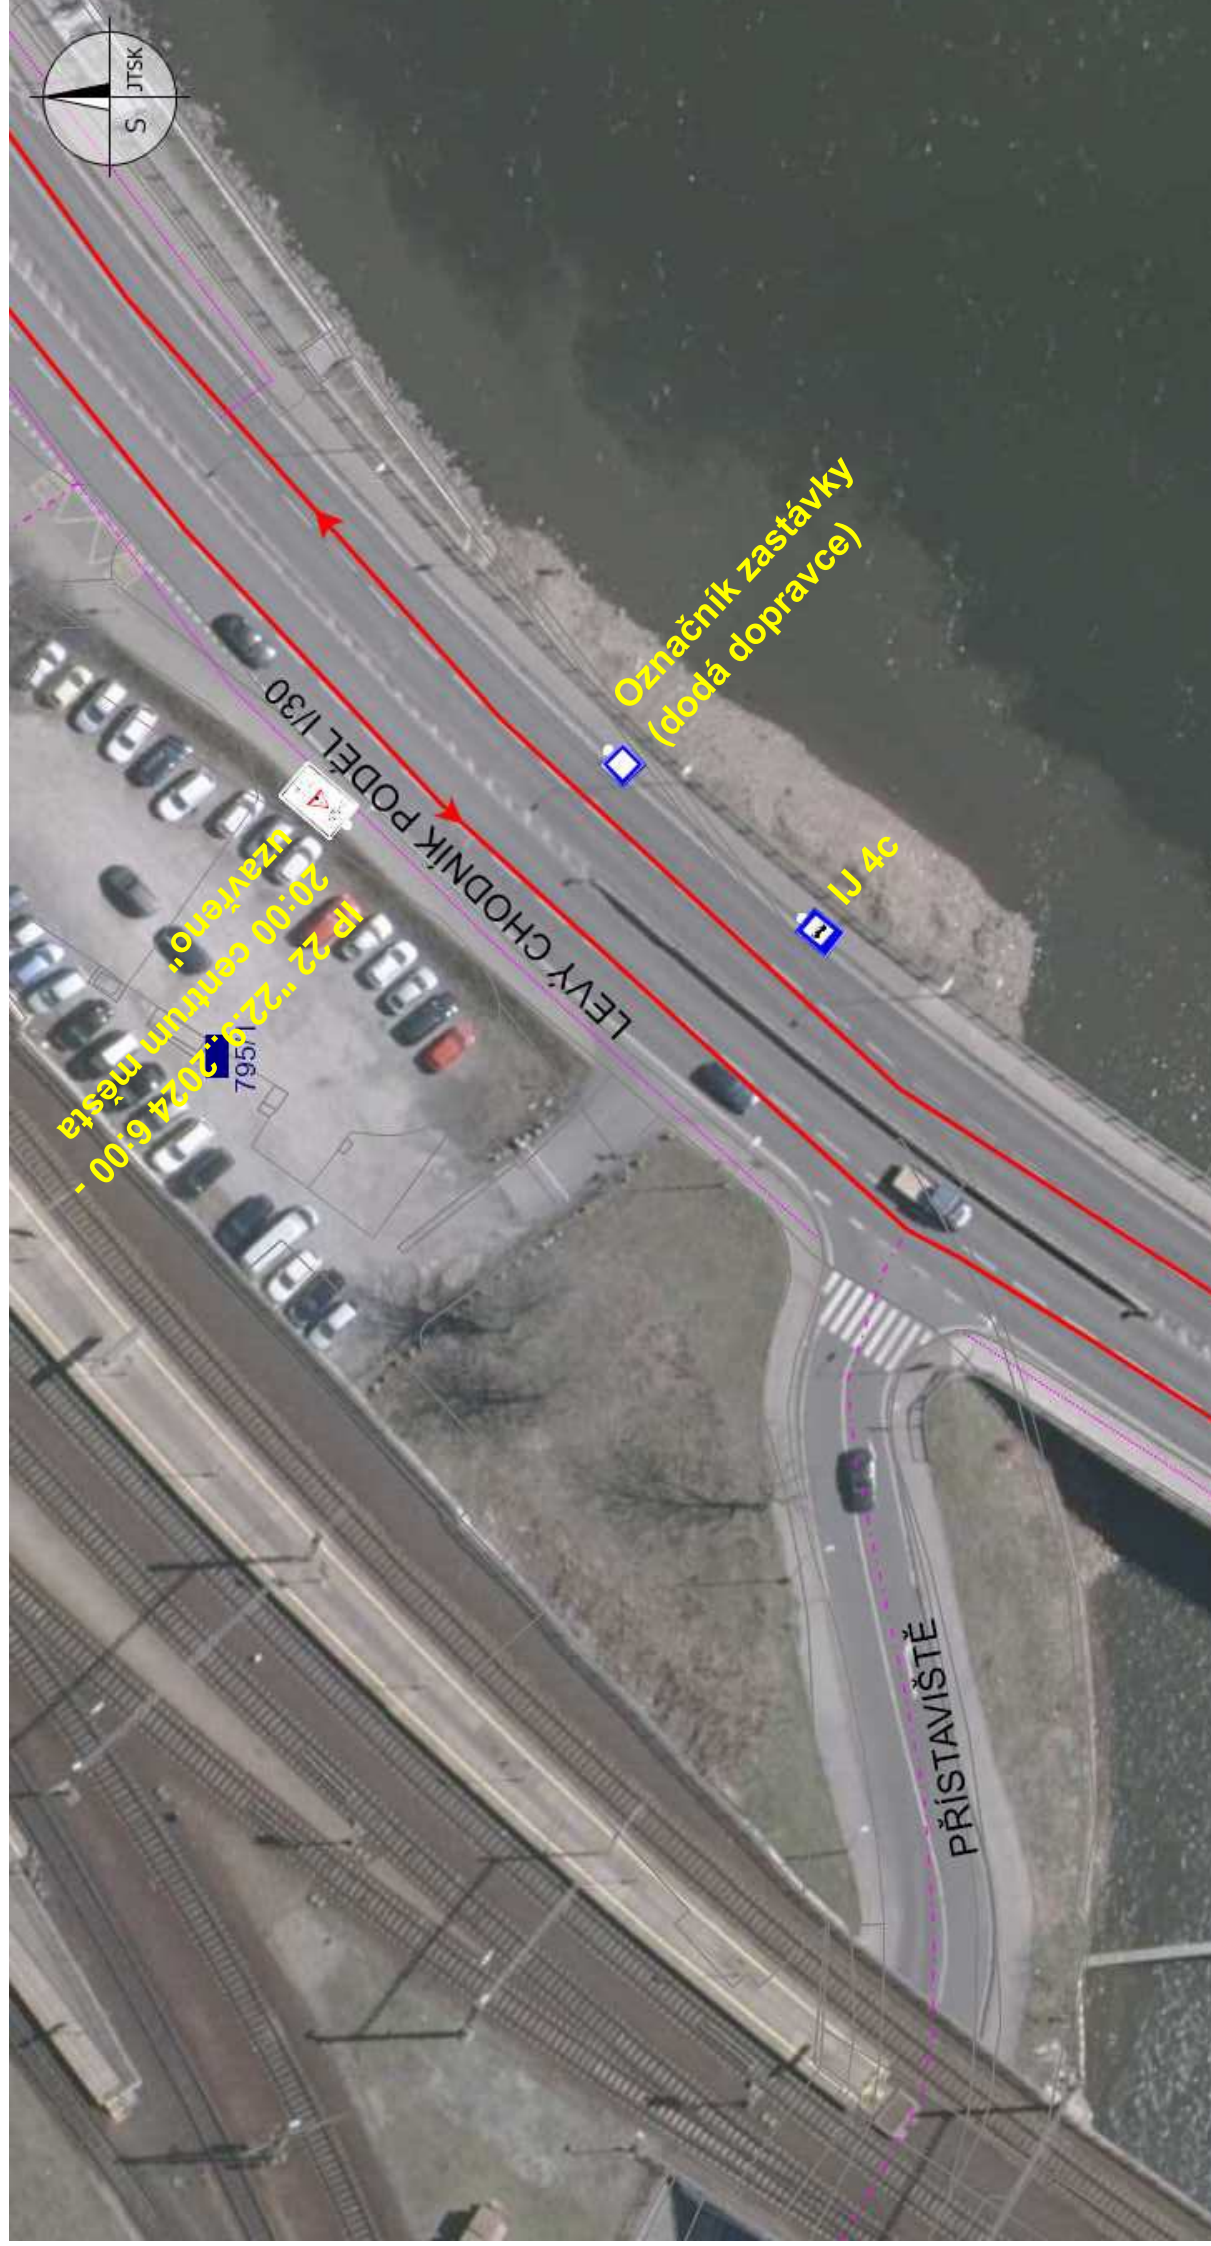 S JTSK
Označník zastávky
(dodá dopravce)
IJ 4c
LEVÝ CHODNÍK PODÉL I/30
IP 22 "22.9..2024 6:00 -
20:00 centrum města
uzavřeno"
795/1
PŘÍSTAVIŠTĚ